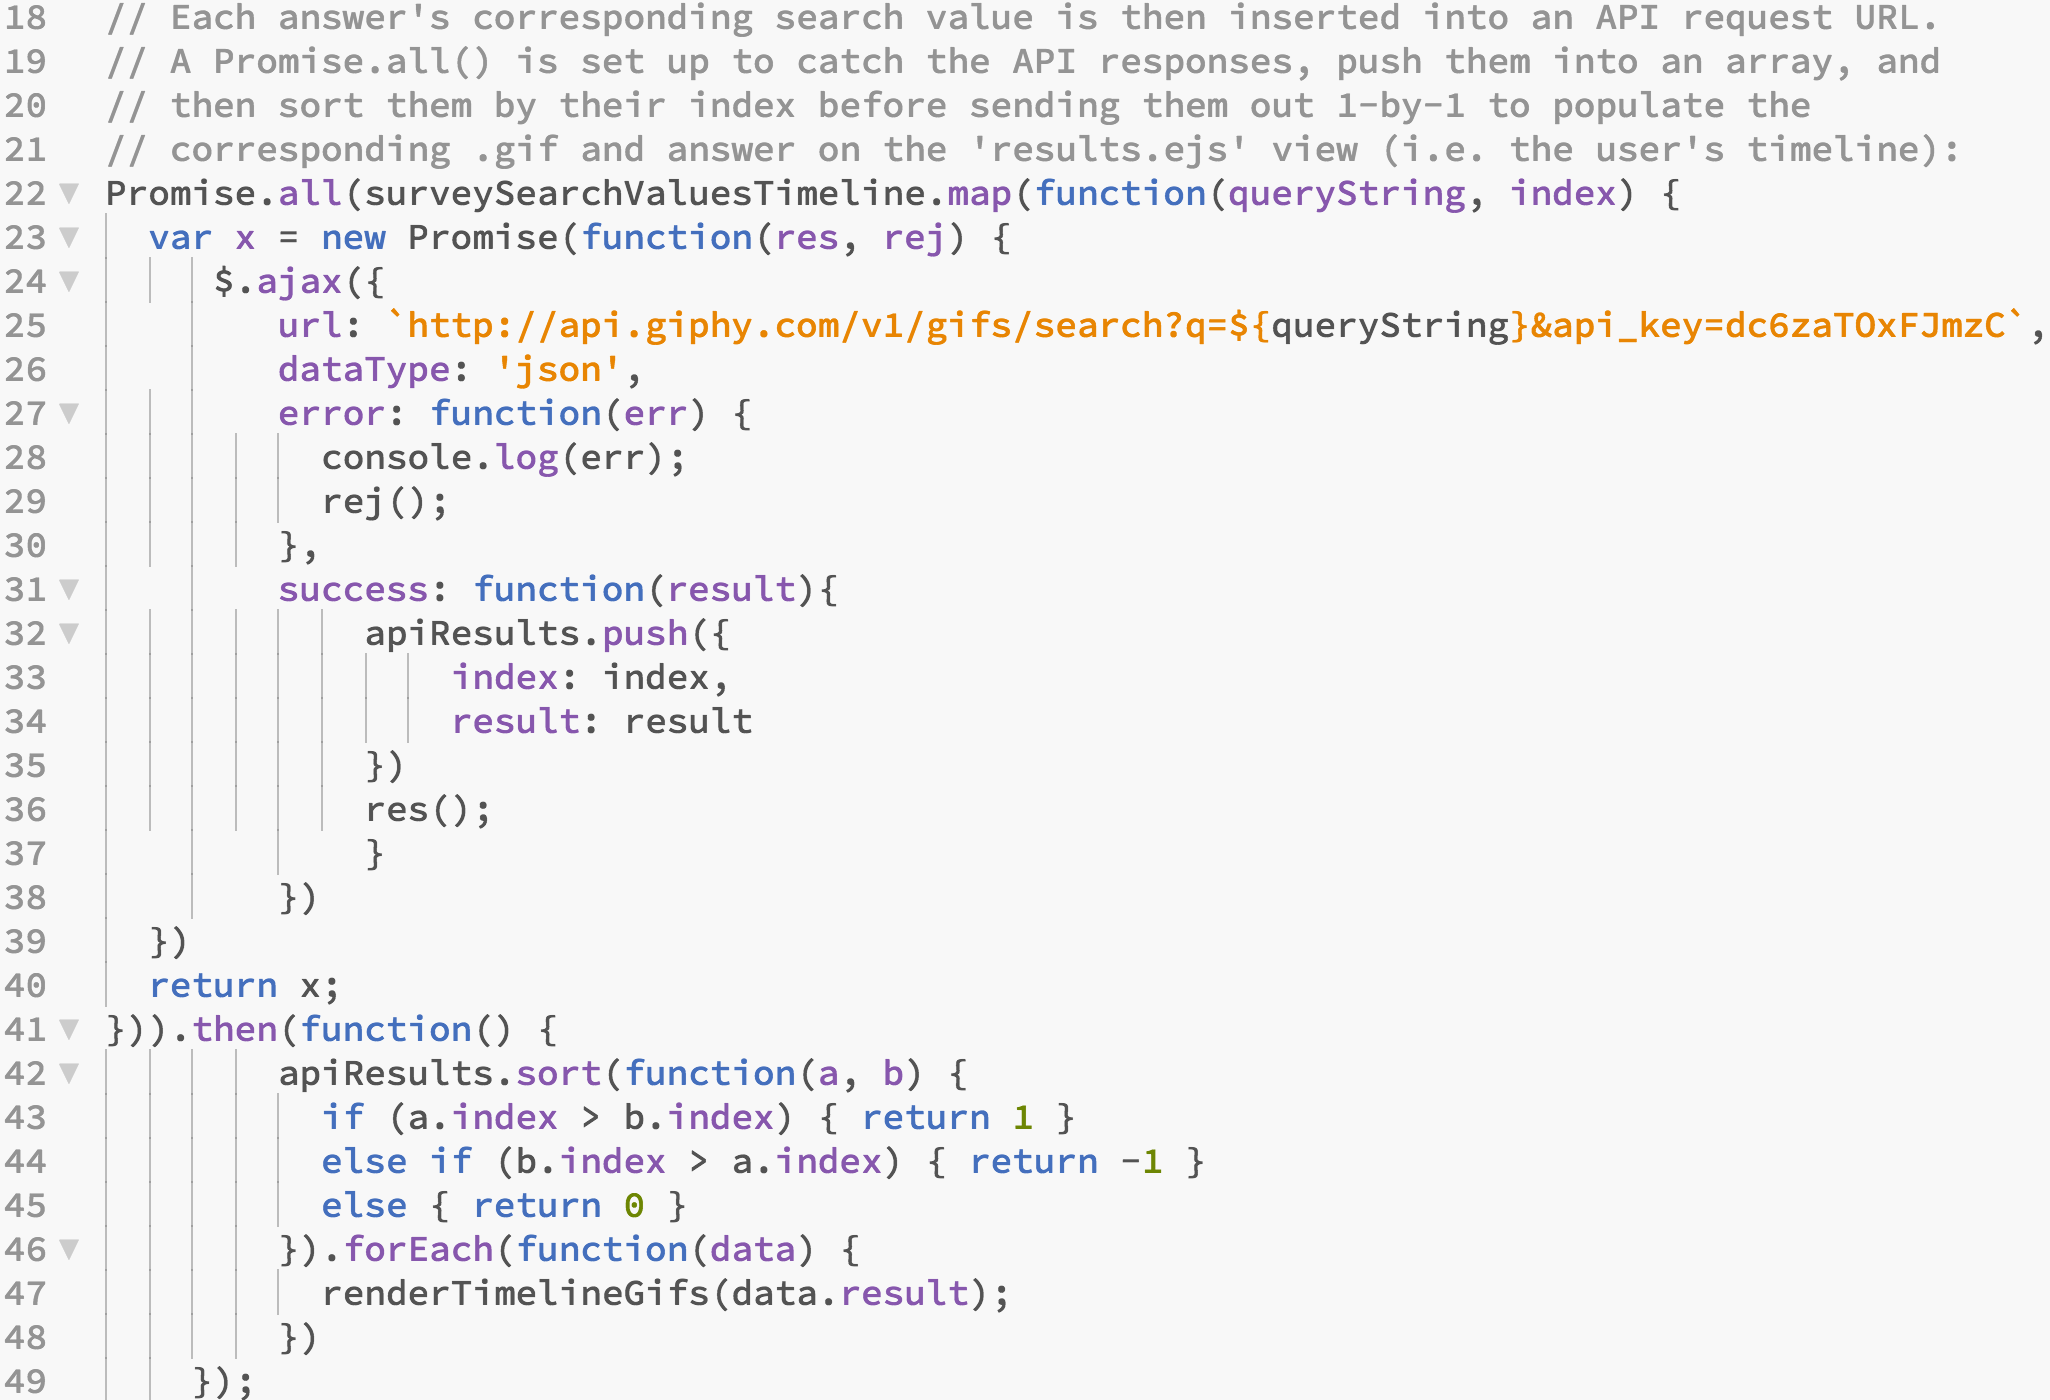 18 // Each answer's corresponding search value is then inserted into an API request URL.
19 // A Promise.all() is set up to catch the API responses, push them into an array, and
20 // then sort them by their index before sending them out 1-by-1 to populate the
21 // corresponding .gif and answer on the 'results.ejs' view (i.e. the user's timeline):
22 ▼ Promise.all(surveySearchValuesTimeline.map(function(queryString, index) {
23 ▼   var x = new Promise(function(res, rej) {
24 ▼      $.ajax({
25         url: `http://api.giphy.com/v1/gifs/search?q=${queryString}&api_key=dc6zaTOxFJmzC`,
26         dataType: 'json',
27 ▼       error: function(err) {
28           console.log(err);
29           rej();
30         },
31 ▼       success: function(result){
32 ▼           apiResults.push({
33                 index: index,
34                 result: result
35             })
36             res();
37             }
38         })
39   })
40   return x;
41 ▼ })).then(function() {
42 ▼       apiResults.sort(function(a, b) {
43           if (a.index > b.index) { return 1 }
44           else if (b.index > a.index) { return -1 }
45           else { return 0 }
46 ▼       }).forEach(function(data) {
47           renderTimelineGifs(data.result);
48         })
49     });